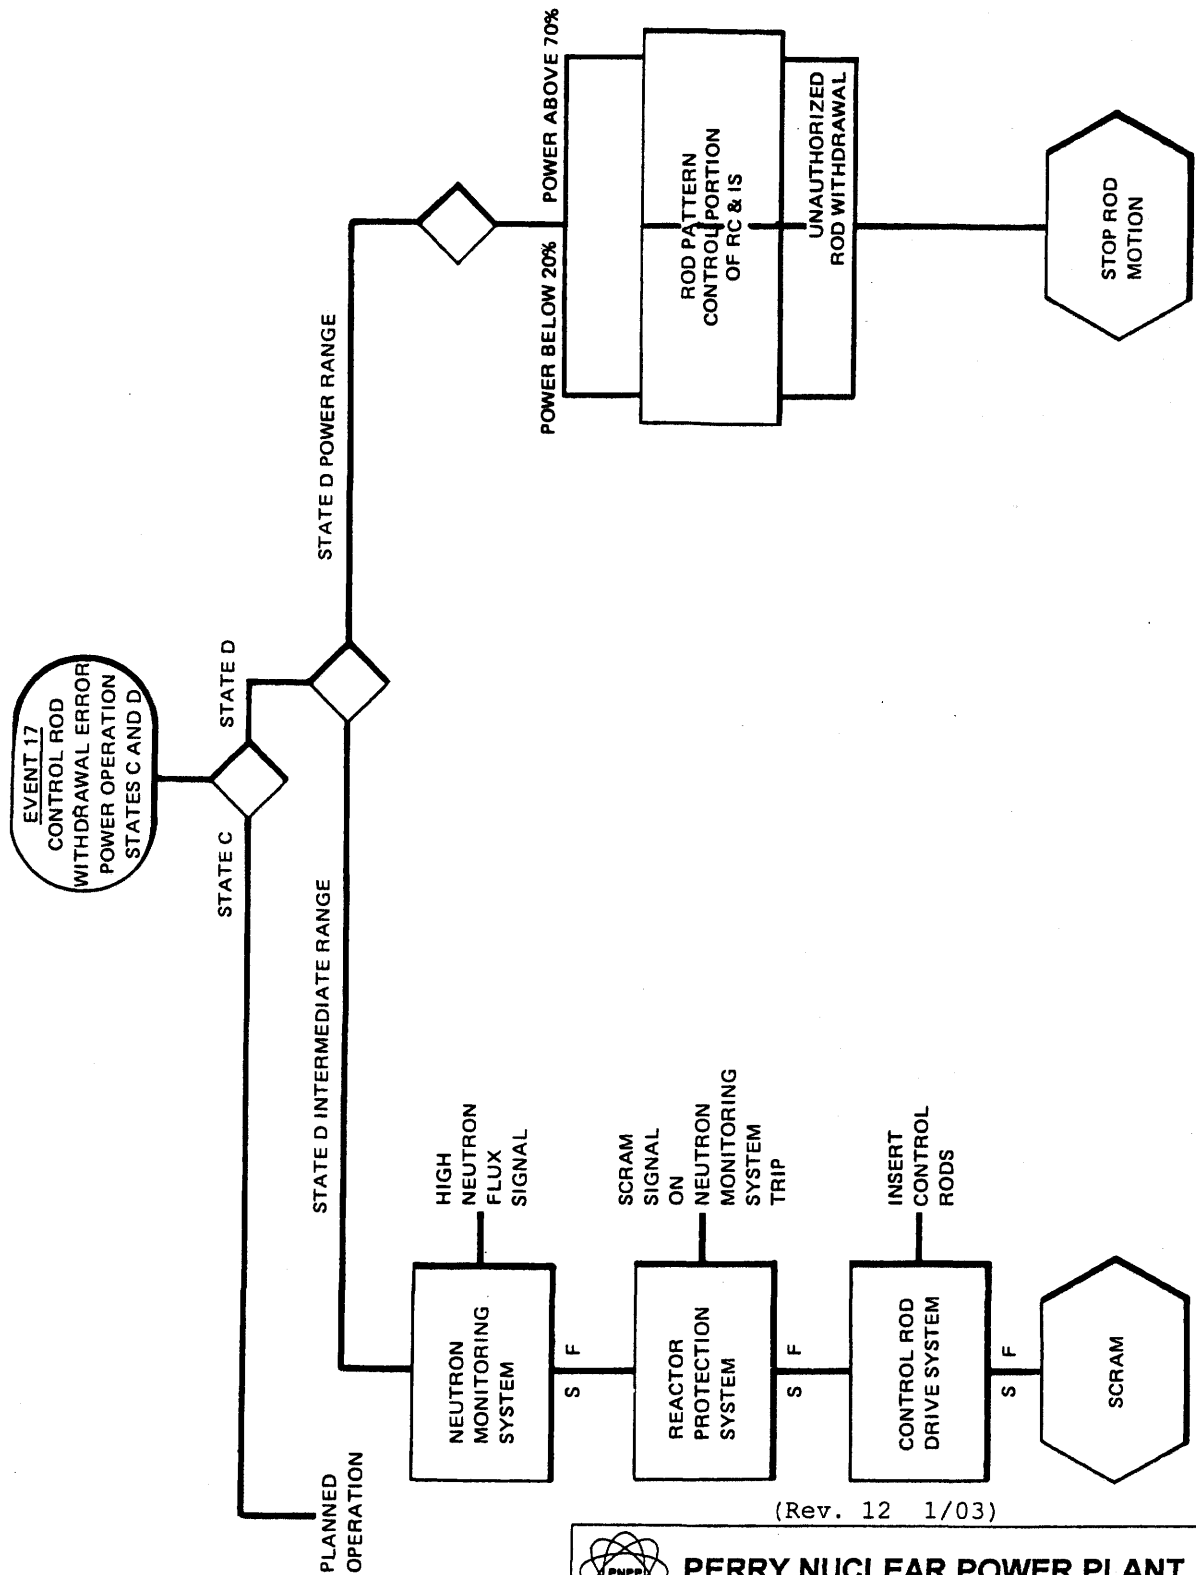 EVENT 17
CONTROL ROD
WITHDRAWAL ERROR
POWER OPERATION
STATES C AND D
STATE C
STATE D
PLANNED
OPERATION
STATE D INTERMEDIATE RANGE
STATE D POWER RANGE
NEUTRON
MONITORING
SYSTEM
HIGH
NEUTRON
FLUX
SIGNAL
S F
REACTOR
PROTECTION
SYSTEM
SCRAM
SIGNAL
ON
NEUTRON
MONITORING
SYSTEM
TRIP
S F
CONTROL ROD
DRIVE SYSTEM
INSERT
CONTROL
RODS
S F
SCRAM
POWER BELOW 20%
POWER ABOVE 70%
ROD PATTERN
CONTROL PORTION
OF RC & IS
UNAUTHORIZED
ROD WITHDRAWAL
STOP ROD
MOTION
(Rev. 12 1/03)
PNPP
PERRY NUCLEAR POWER PLANT